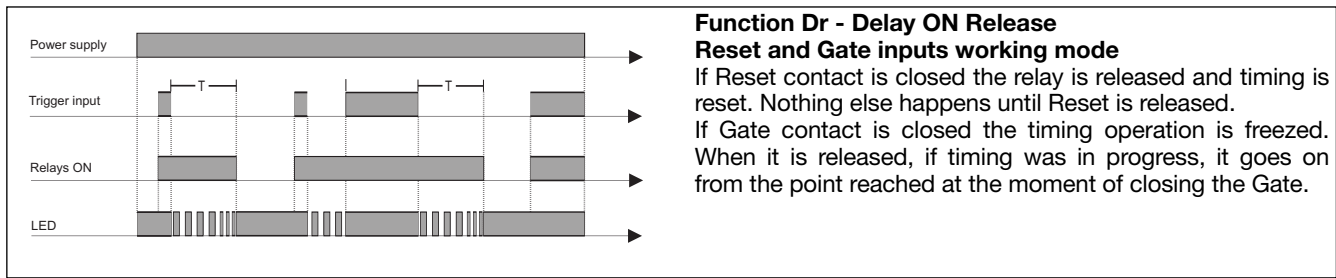 Power supply
T
T
Trigger input
Relays ON
LED
Function Dr - Delay ON Release
Reset and Gate inputs working mode
If Reset contact is closed the relay is released and timing is
reset. Nothing else happens until Reset is released.
If Gate contact is closed the timing operation is freezed.
When it is released, if timing was in progress, it goes on
from the point reached at the moment of closing the Gate.